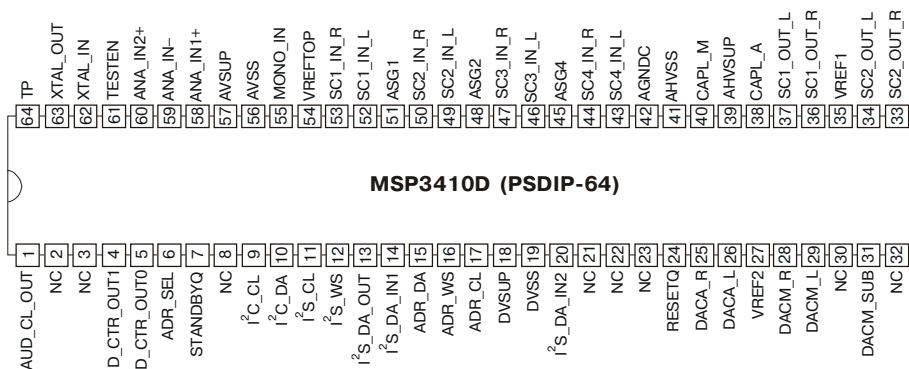 TP
XTAL_OUT
XTAL_IN
TESTEN
ANA_IN2+
ANA_IN-
ANA_IN1+
AVSUP
AVSS
MONO_IN
VREFTOP
SC1_IN_R
SC1_IN_L
ASG1
SC2_IN_R
SC2_IN_L
ASG2
SC3_IN_R
SC3_IN_L
ASG4
SC4_IN_R
SC4_IN_L
AGNDC
AHVSS
CAPL_M
AHVSUP
CAPL_A
SC1_OUT_L
SC1_OUT_R
VREF1
SC2_OUT_L
SC2_OUT_R
64 63 62 61 60 59 58 57 56 55 54 53 52 51 50 49 48 47 46 45 44 43 42 41 40 39 38 37 36 35 34 33
MSP3410D (PSDIP-64)
1 2 3 4 5 6 7 8 9 10 11 12 13 14 15 16 17 18 19 20 21 22 23 24 25 26 27 28 29 30 31 32
AUD_CL_OUT
NC
NC
D_CTR_OUT1
D_CTR_OUT0
ADR_SEL
STANDBYQ
NC
I²C_CL
I²C_DA
I²S_CL
I²S_WS
I²S_DA_OUT
I²S_DA_IN1
ADR_DA
ADR_WS
ADR_CL
DVSUP
DVSS
I²S_DA_IN2
NC
NC
NC
RESETQ
DACA_R
DACA_L
VREF2
DACM_R
DACM_L
NC
DACM_SUB
NC